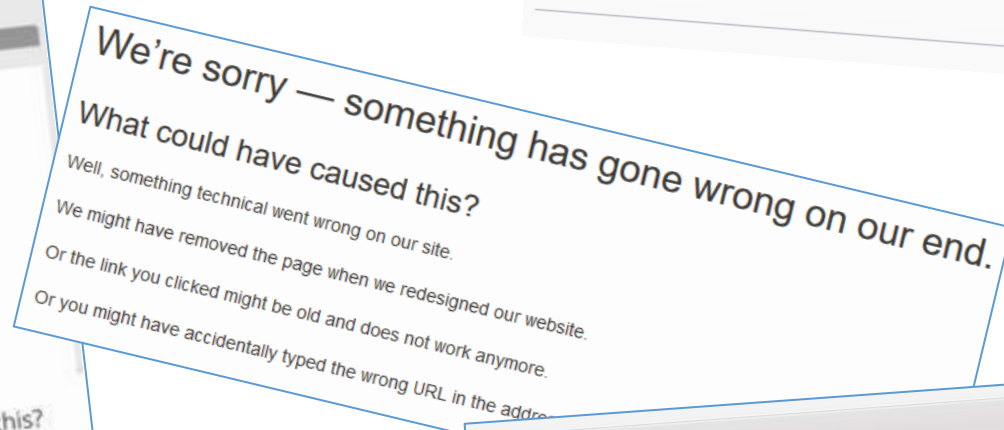 We're sorry — something has gone wrong on our end.
What could have caused this?
Well, something technical went wrong on our site.
We might have removed the page when we redesigned our website.
Or the link you clicked might be old and does not work anymore.
Or you might have accidentally typed the wrong URL in the
this?